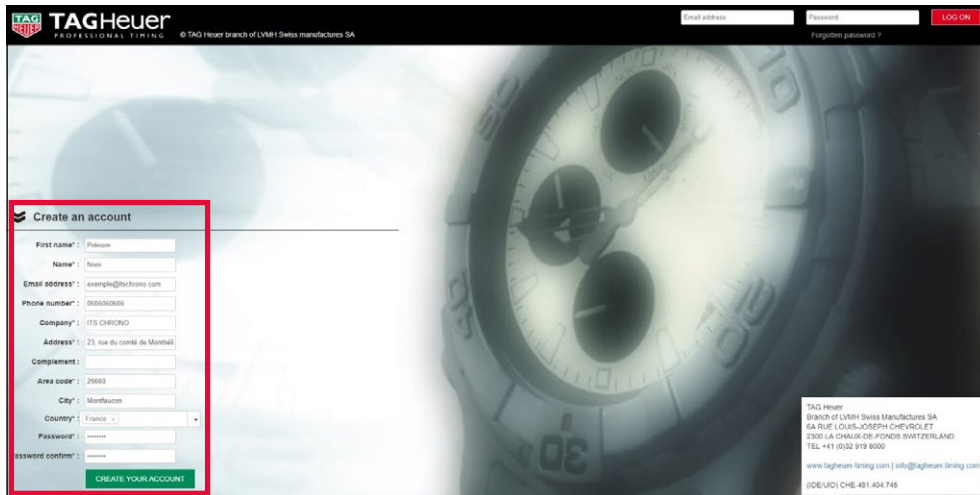 TAG HEUER
TAGHeuer
PROFESSIONAL TIMING
© TAG Heuer branch of LVMH Swiss manufactures SA
Email address
Password
LOG ON
Forgotten password ?
Create an account
First name* : Prénom
Name* : Nom
Email address* : exemple@itschrono.com
Phone number* : 0606060606
Company* : ITS CHRONO
Address* : 23, rue du comté de Montbéli
Complement :
Area code* : 25660
City* : Montfaucon
Country* : France ×
Password* : •••••••
assword confirm* : •••••••
CREATE YOUR ACCOUNT
50
40
30
TAG Heuer
Branch of LVMH Swiss Manufactures SA
6A RUE LOUIS-JOSEPH CHEVROLET
2300 LA CHAUX-DE-FONDS SWITZERLAND
TEL +41 (0)32 919 8000
www.tagheuer-timing.com | info@tagheuer-timing.com
(IDE/UID) CHE-481.404.746